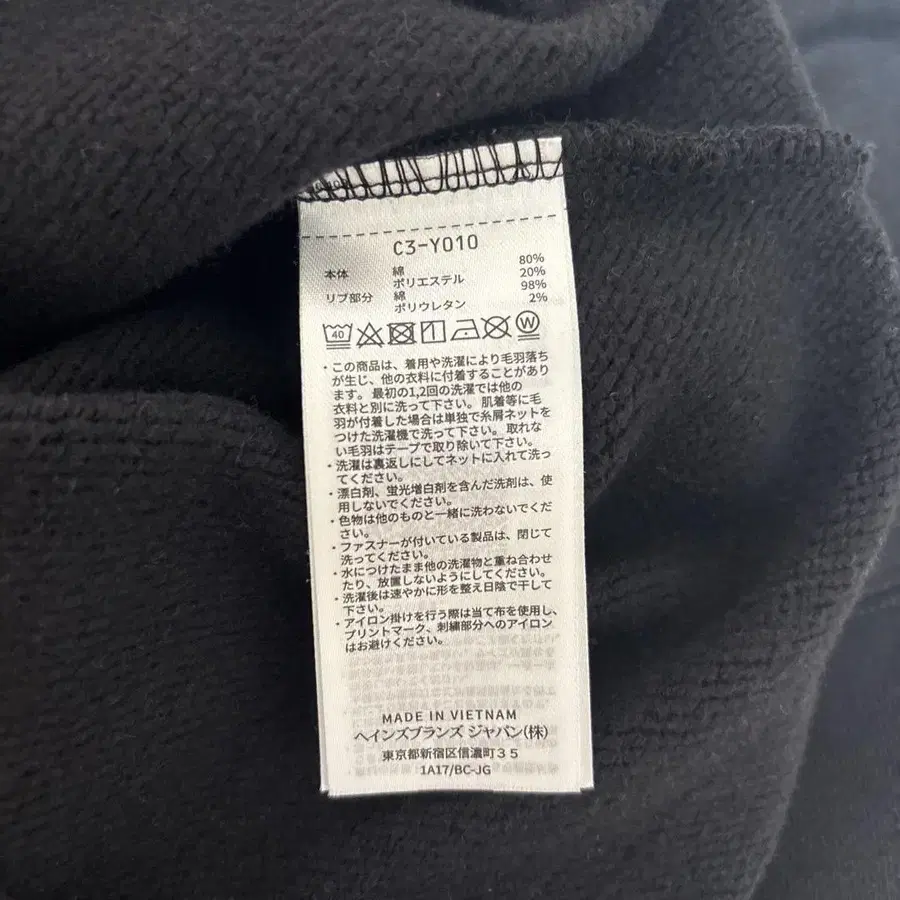 C3-Y010
本体 綿 80%
ポリエステル 20%
リブ部分 綿 98%
ポリウレタン 2%
40 W
・この商品は、着用や洗濯により毛羽落ち
が生じ、他の衣料に付着することがあり
ます。最初の1,2回の洗濯では他の
衣料と別に洗って下さい。肌着等に毛
羽が付着した場合は単独で糸屑ネットを
つけた洗濯機で洗って下さい。取れな
い毛羽はテープで取り除いて下さい。
・洗濯は裏返しにしてネットに入れて洗っ
てください。
・漂白剤、蛍光増白剤を含んだ洗剤は、使
用しないでください。
・色物は他のものと一緒に洗わないでくだ
さい。
・ファスナーが付いている製品は、閉じて
洗ってください。
・水につけたまま他の洗濯物と重ね合わせ
たり、放置しないようにしてください。
・洗濯後は速やかに形を整え日陰で干して
下さい。
・アイロン掛けを行う際は当て布を使用し、
プリントマーク、刺繍部分へのアイロン
はお避けください。
MADE IN VIETNAM
ヘインズブランズ ジャパン(株)
東京都新宿区信濃町35
1A17/BC-JG